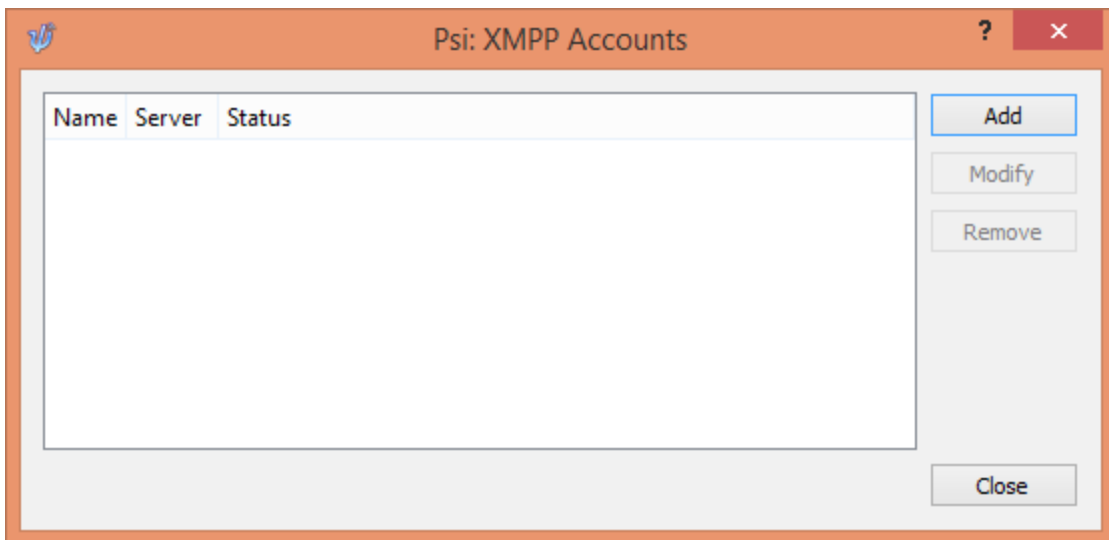 Psi: XMPP Accounts
?
Name Server Status
Add
Modify
Remove
Close